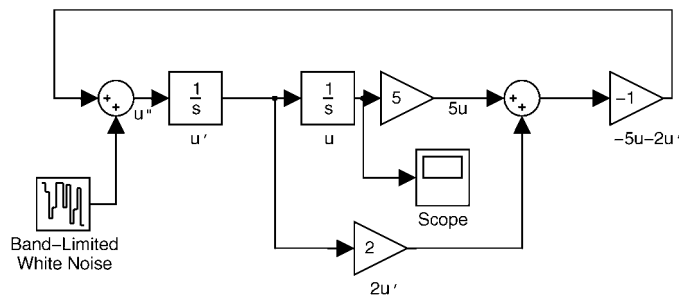 +
+
u"
1
s
u'
1
s
u
5
5u
+
+
-1
-5u-2u'
Scope
Band-Limited
White Noise
2
2u'